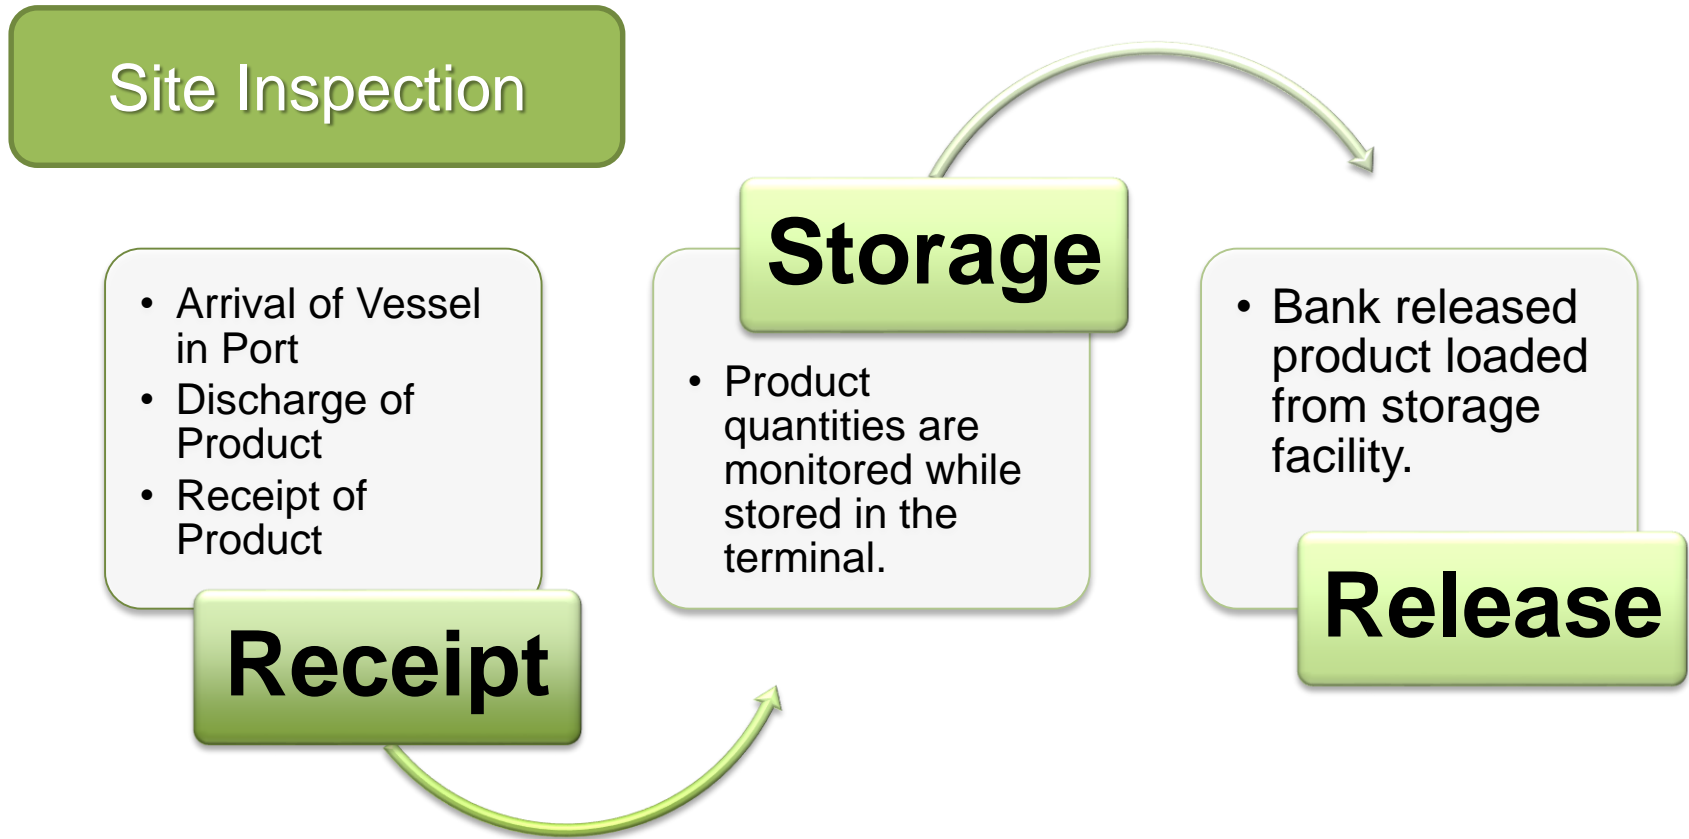 Site Inspection
• Arrival of Vessel
in Port
• Discharge of
Product
• Receipt of
Product
Receipt
Storage
• Product
quantities are
monitored while
stored in the
terminal.
• Bank released
product loaded
from storage
facility.
Release